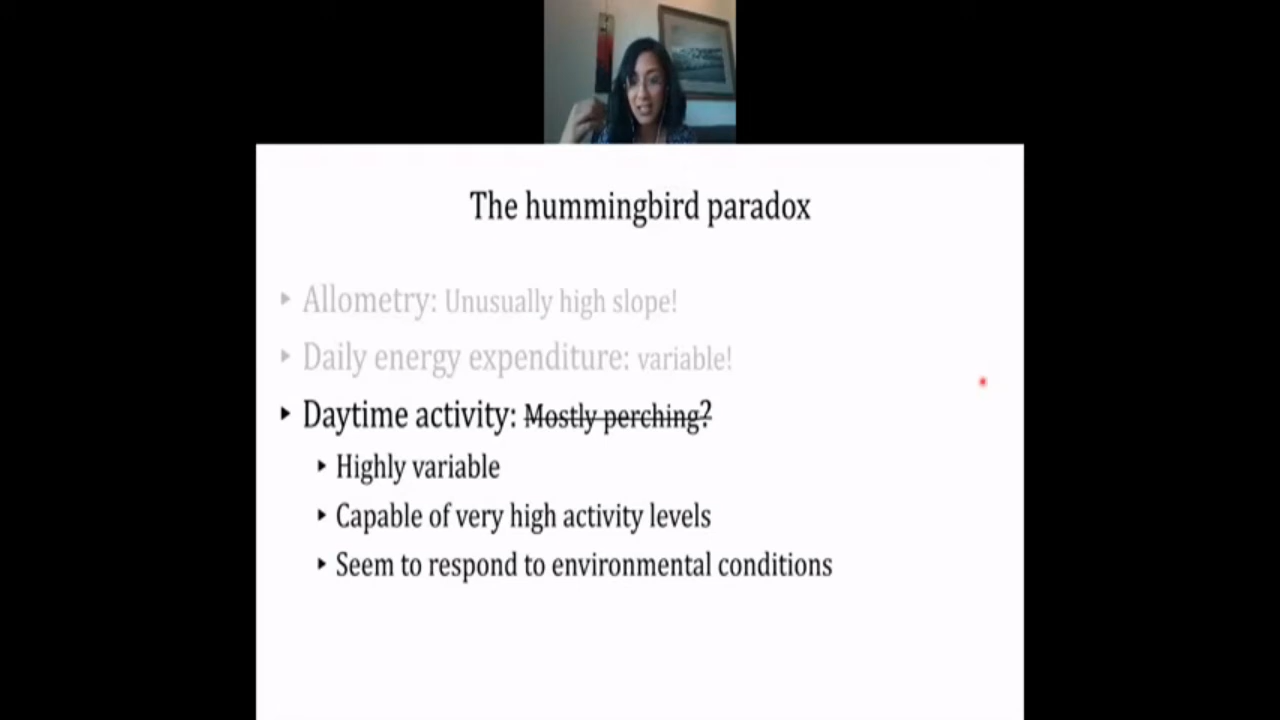 The hummingbird paradox
Allometry: Unusually high slope!
Daily energy expenditure: variable!
Daytime activity: Mostly perching?
Highly variable
Capable of very high activity levels
Seem to respond to environmental conditions